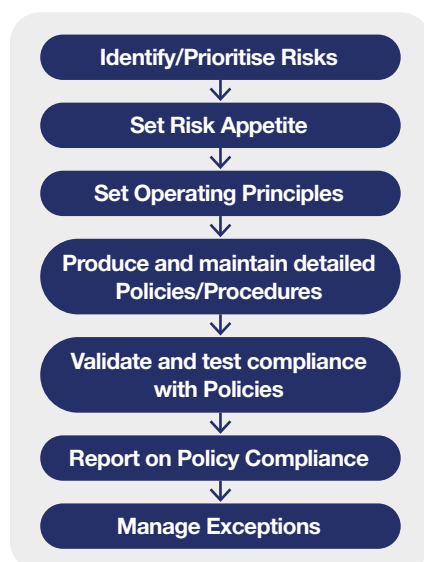 Identify/Prioritise Risks
Set Risk Appetite
Set Operating Principles
Produce and maintain detailed
Policies/Procedures
Validate and test compliance
with Policies
Report on Policy Compliance
Manage Exceptions